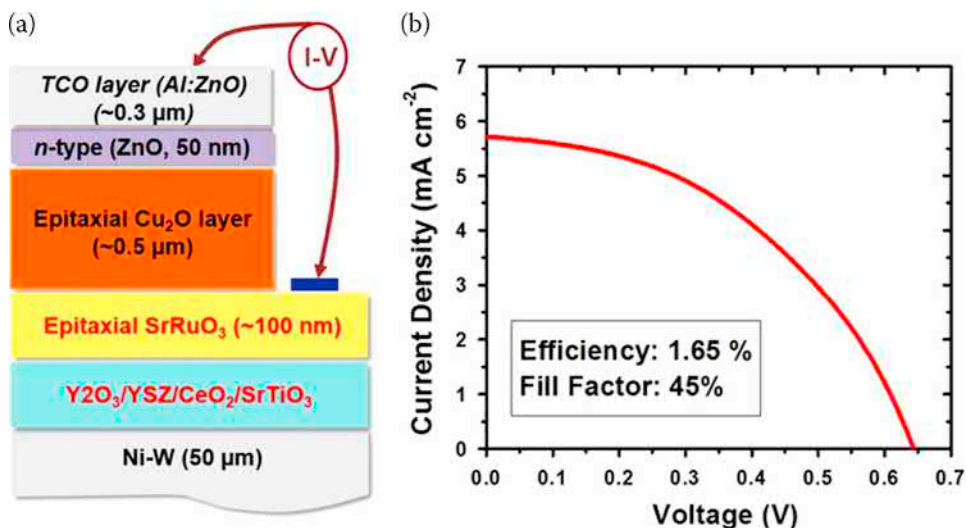 (a)
I-V
TCO layer (Al:ZnO)
(~0.3 μm)
n-type (ZnO, 50 nm)
Epitaxial Cu₂O layer
(~0.5 μm)
Epitaxial SrRuO₃ (~100 nm)
Y2O₃/YSZ/CeO₂/SrTiO₃
Ni-W (50 μm)
(b)
Current Density (mA cm⁻²)
7
6
5
4
3
2
1
0
Efficiency: 1.65 %
Fill Factor: 45%
0.0 0.1 0.2 0.3 0.4 0.5 0.6 0.7
Voltage (V)